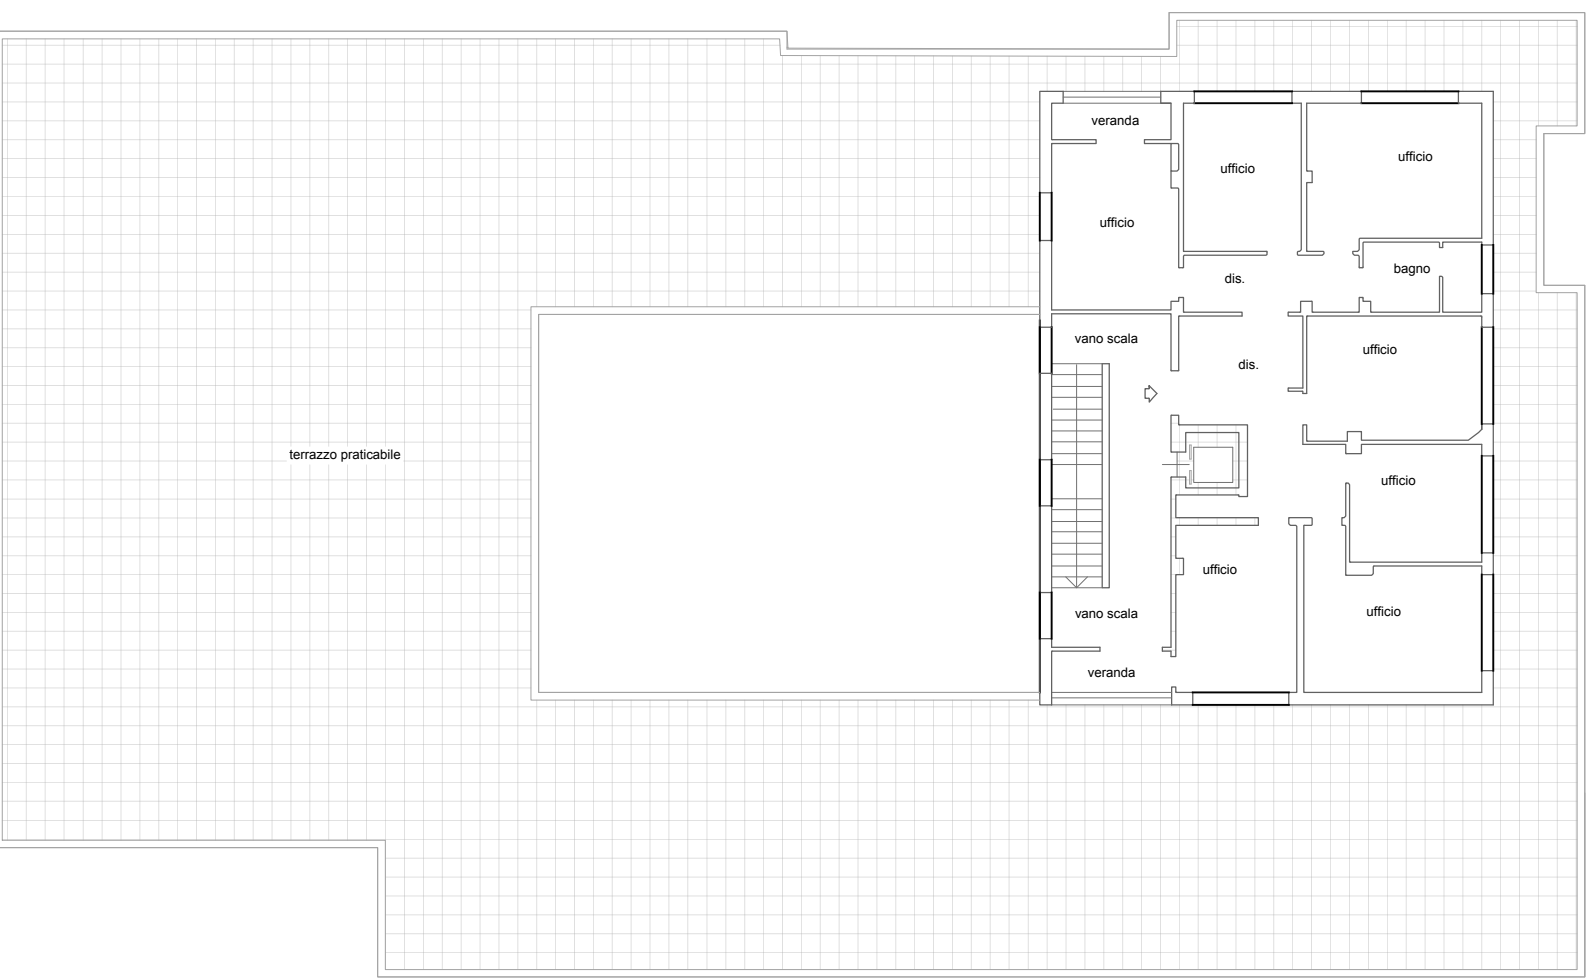 veranda
ufficio
ufficio
ufficio
bagno
dis.
vano scala
ufficio
dis.
terrazzo praticabile
ufficio
ufficio
ufficio
vano scala
veranda